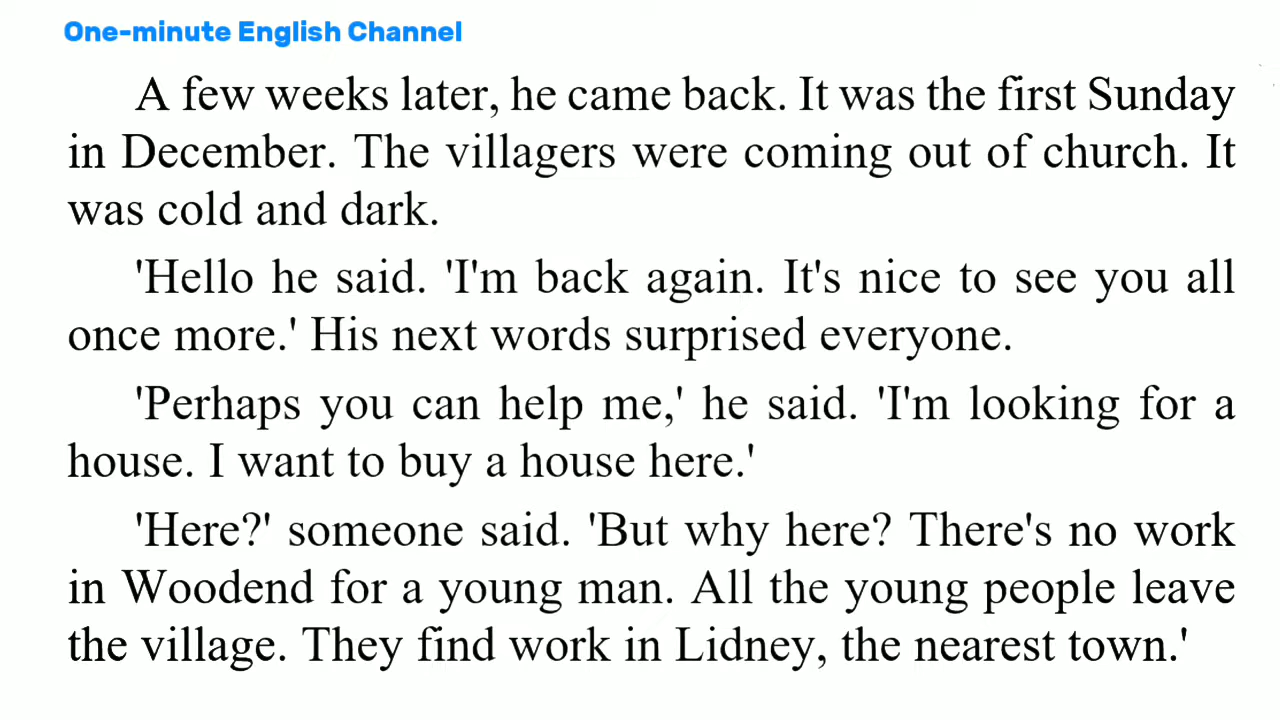 One-minute English Channel
A few weeks later, he came back. It was the first Sunday
in December. The villagers were coming out of church. It
was cold and dark.
'Hello he said. 'I'm back again. It's nice to see you all
once more.' His next words surprised everyone.
'Perhaps you can help me,' he said. 'I'm looking for a
house. I want to buy a house here.'
'Here?' someone said. 'But why here? There's no work
in Woodend for a young man. All the young people leave
the village. They find work in Lidney, the nearest town.'